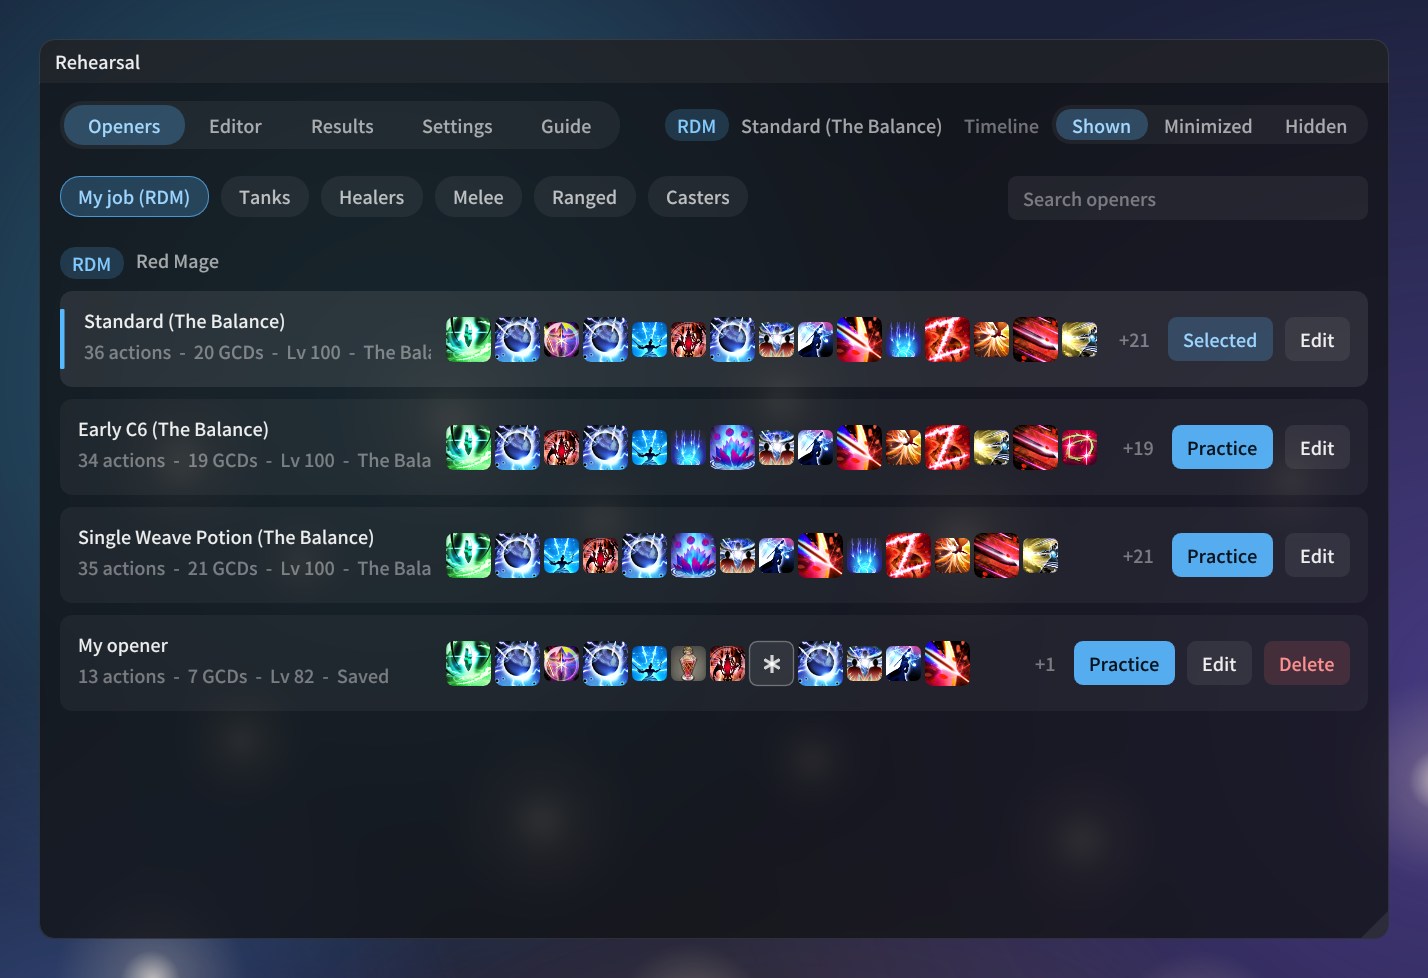 Rehearsal
Openers Editor Results Settings Guide RDM Standard (The Balance) Timeline Shown Minimized Hidden
My job (RDM) Tanks Healers Melee Ranged Casters Search openers
RDM Red Mage
Standard (The Balance)
36 actions - 20 GCDs - Lv 100 - The Bala +21 Selected Edit
Early C6 (The Balance)
34 actions - 19 GCDs - Lv 100 - The Bala +19 Practice Edit
Single Weave Potion (The Balance)
35 actions - 21 GCDs - Lv 100 - The Bala +21 Practice Edit
My opener
13 actions - 7 GCDs - Lv 82 - Saved * +1 Practice Edit Delete